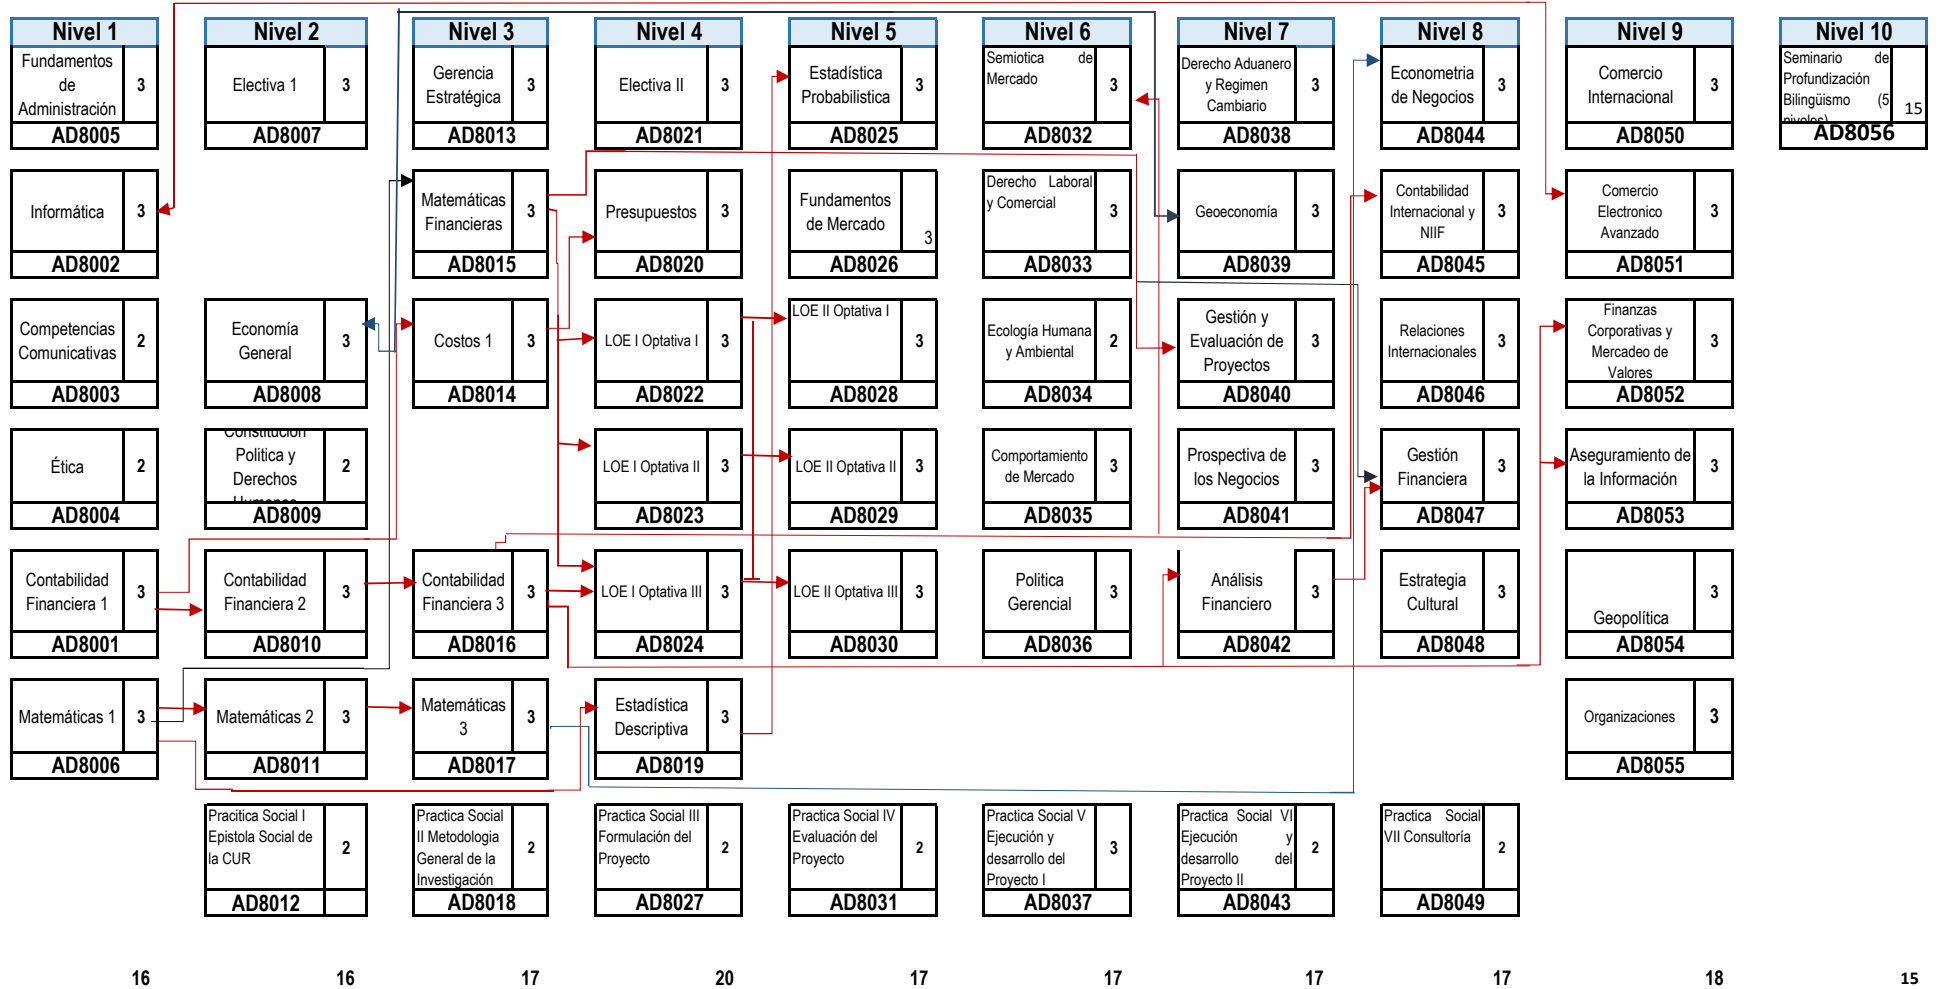 Nivel 1
Fundamentos
de
Administración
3
AD8005
Informática
3
AD8002
Competencias
Comunicativas
2
AD8003
Ética
2
AD8004
Contabilidad
Financiera 1
3
AD8001
Matemáticas 1
3
AD8006
16
Nivel 2
Electiva 1
3
AD8007
Economía
General
3
AD8008
Constitución
Politica y
Derechos
Humanos
2
AD8009
Contabilidad
Financiera 2
3
AD8010
Matemáticas 2
3
AD8011
Pracitica Social I
Epistola Social de
la CUR
2
AD8012
16
Nivel 3
Gerencia
Estratégica
3
AD8013
Matemáticas
Financieras
3
AD8015
Costos 1
3
AD8014
Contabilidad
Financiera 3
3
AD8016
Matemáticas
3
3
AD8017
Practica Social
II Metodologia
General de la
Investigación
2
AD8018
17
Nivel 4
Electiva II
3
AD8021
Presupuestos
3
AD8020
LOE I Optativa I
3
AD8022
LOE I Optativa II
3
AD8023
LOE I Optativa III
3
AD8024
Estadística
Descriptiva
3
AD8019
Practica Social III
Formulación del
Proyecto
2
AD8027
20
Nivel 5
Estadística
Probabilistica
3
AD8025
Fundamentos
de Mercado
3
AD8026
LOE II Optativa I
3
AD8028
LOE II Optativa II
3
AD8029
LOE II Optativa III
3
AD8030
Practica Social IV
Evaluación del
Proyecto
2
AD8031
17
Nivel 6
Semiotica de
Mercado
3
AD8032
Derecho Laboral
y Comercial
3
AD8033
Ecología Humana
y Ambiental
2
AD8034
Comportamiento
de Mercado
3
AD8035
Politica
Gerencial
3
AD8036
Practica Social V
Ejecución y
desarrollo del
Proyecto I
3
AD8037
17
Nivel 7
Derecho Aduanero
y Regimen
Cambiario
3
AD8038
Geoeconomía
3
AD8039
Gestión y
Evaluación de
Proyectos
3
AD8040
Prospectiva de
los Negocios
3
AD8041
Análisis
Financiero
3
AD8042
Practica Social VI
Ejecución y
desarrollo del
Proyecto II
2
AD8043
17
Nivel 8
Econometria
de Negocios
3
AD8044
Contabilidad
Internacional y
NIIF
3
AD8045
Relaciones
Internacionales
3
AD8046
Gestión
Financiera
3
AD8047
Estrategia
Cultural
3
AD8048
Practica Social
VII Consultoría
2
AD8049
17
Nivel 9
Comercio
Internacional
3
AD8050
Comercio
Electronico
Avanzado
3
AD8051
Finanzas
Corporativas y
Mercadeo de
Valores
3
AD8052
Aseguramiento de
la Información
3
AD8053
Geopolítica
3
AD8054
Organizaciones
3
AD8055
18
Nivel 10
Seminario de
Profundización
Bilingüismo (5
niveles)
15
AD8056
15